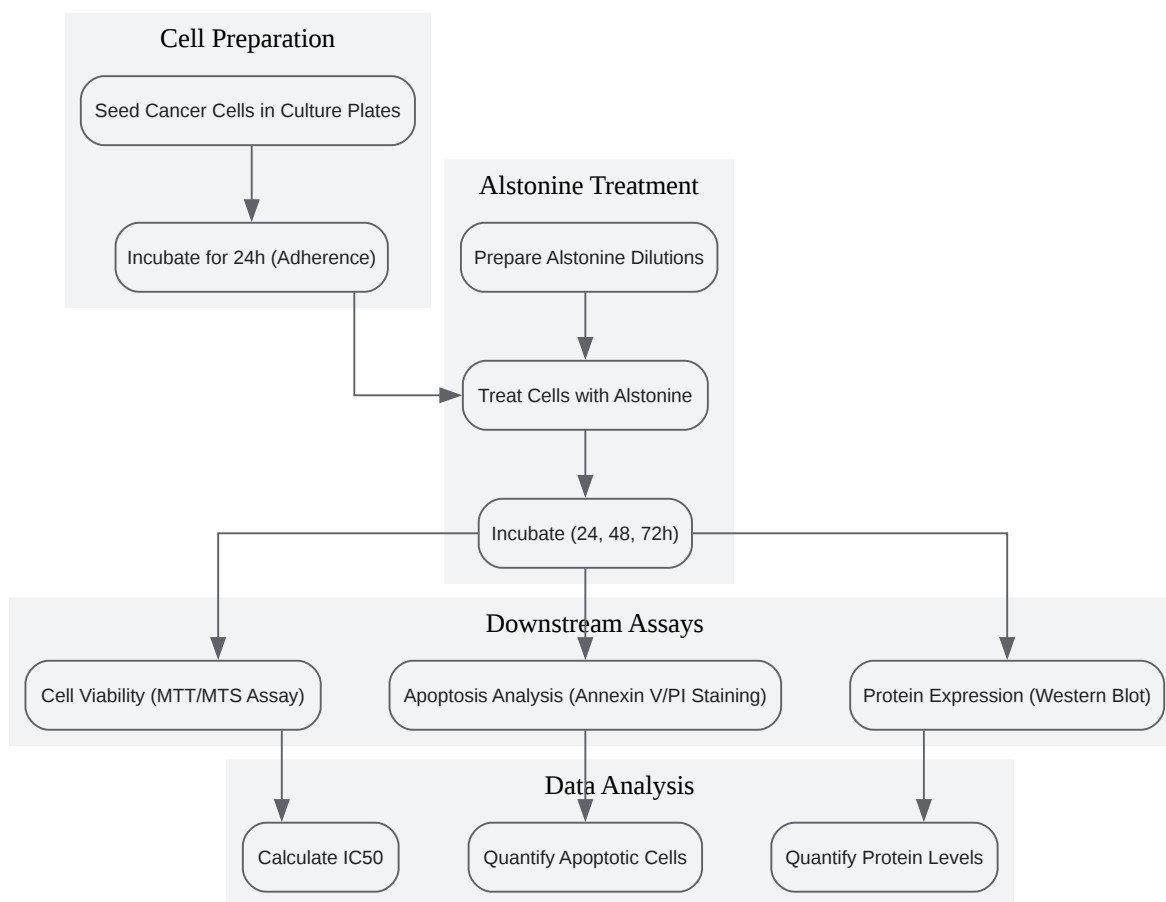 Cell Preparation
Seed Cancer Cells in Culture Plates
Incubate for 24h (Adherence)
Alstonine Treatment
Prepare Alstonine Dilutions
Treat Cells with Alstonine
Incubate (24, 48, 72h)
Downstream Assays
Cell Viability (MTT/MTS Assay)
Apoptosis Analysis (Annexin V/PI Staining)
Protein Expression (Western Blot)
Data Analysis
Calculate IC50
Quantify Apoptotic Cells
Quantify Protein Levels